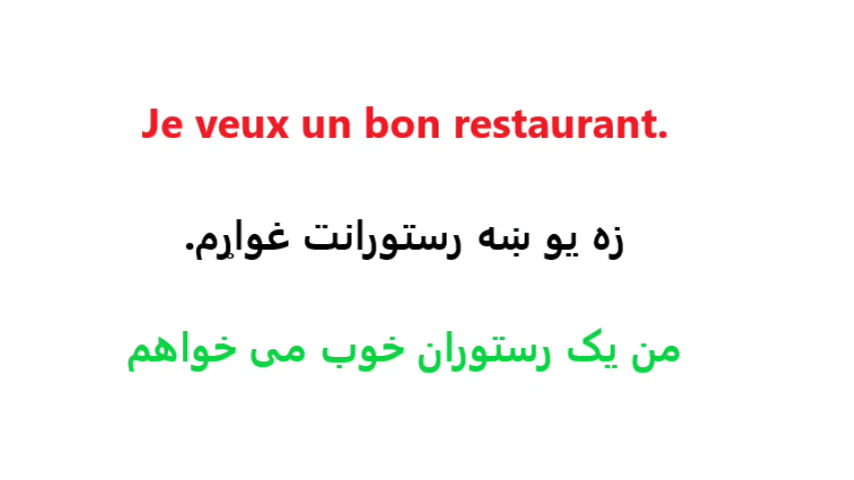 Je veux un bon restaurant.
زه یو ښه رستورانت غواړم.
من یک رستوران خوب می خواهم